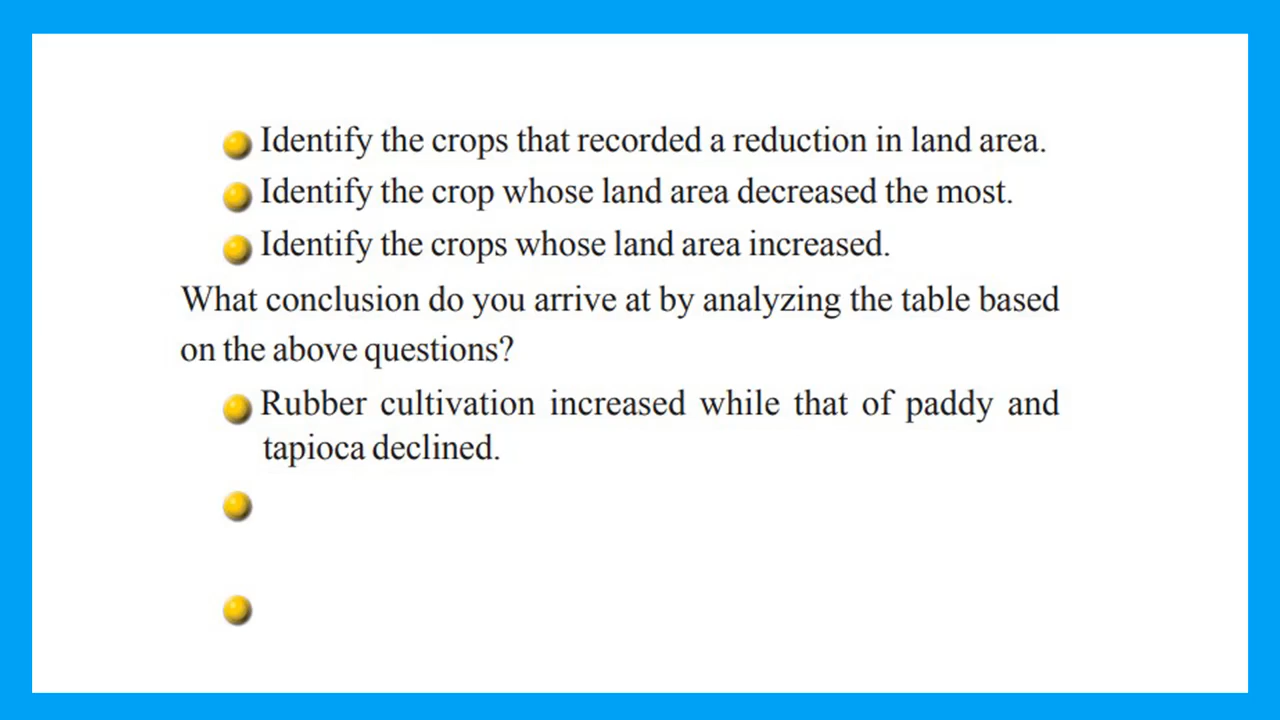 Identify the crops that recorded a reduction in land area.
Identify the crop whose land area decreased the most.
Identify the crops whose land area increased.
What conclusion do you arrive at by analyzing the table based
on the above questions?
Rubber cultivation increased while that of paddy and
tapioca declined.